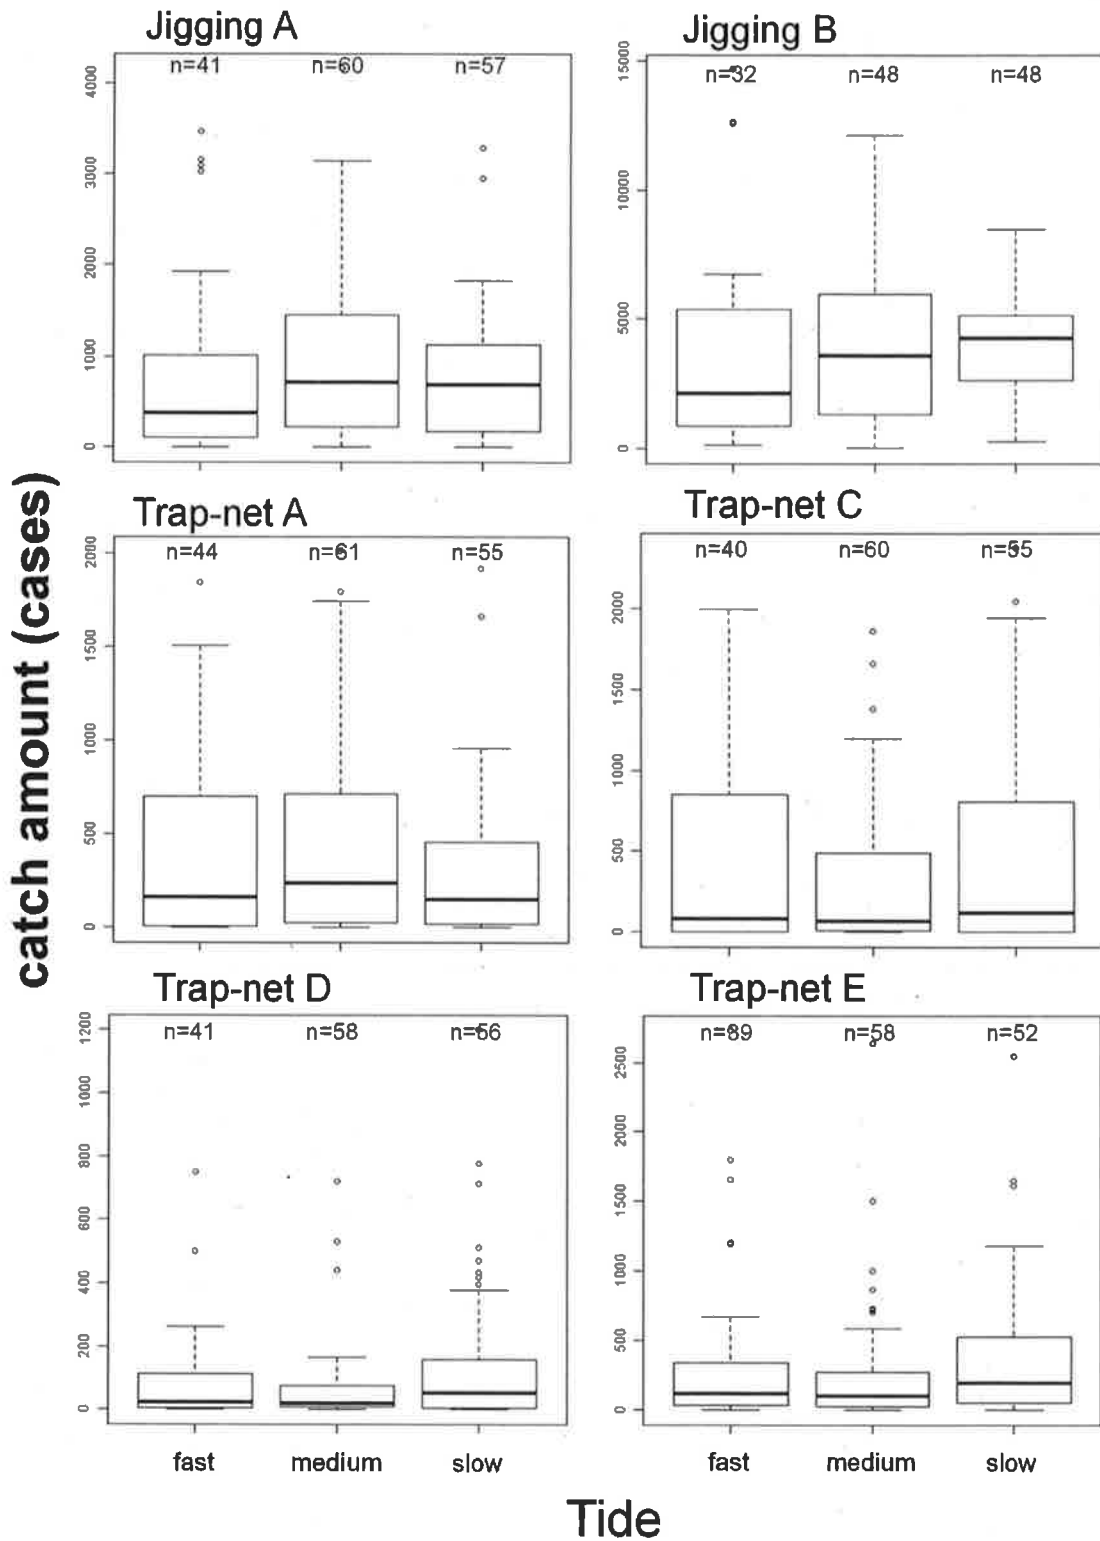 Jigging A
n=41 n=60 n=57
4000
3000
2000
1000
0
Jigging B
n=32 n=48 n=48
15000
10000
5000
0
catch amount (cases)
Trap-net A
n=44 n=61 n=55
2000
1500
1000
500
0
Trap-net C
n=40 n=60 n=55
2000
1500
1000
500
0
Trap-net D
n=41 n=58 n=56
1200
1000
800
600
400
200
0
fast medium slow
Trap-net E
n=39 n=58 n=52
2500
2000
1500
1000
500
0
fast medium slow
Tide